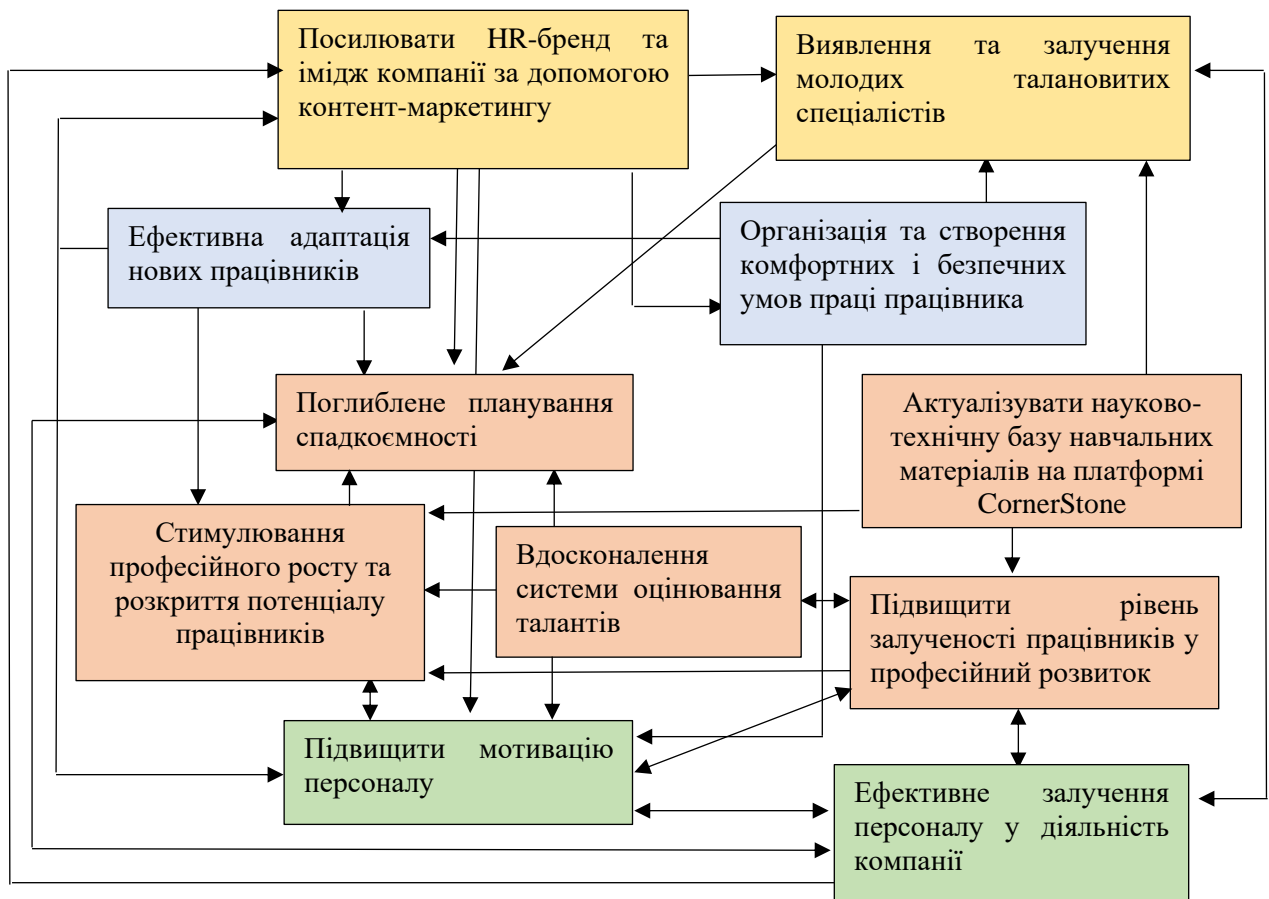 Посилювати HR-бренд та
імідж компанії за допомогою
контент-маркетингу
Виявлення та залучення
молодих талановитих
спеціалістів
Ефективна адаптація
нових працівників
Організація та створення
комфортних і безпечних
умов праці працівника
Поглиблене планування
спадкоємності
Актуалізувати науково-
технічну базу навчальних
матеріалів на платформі
CornerStone
Стимулювання
професійного росту та
розкриття потенціалу
працівників
Вдосконалення
системи оцінювання
талантів
Підвищити рівень
залученості працівників у
професійний розвиток
Підвищити мотивацію
персоналу
Ефективне залучення
персоналу у діяльність
компанії